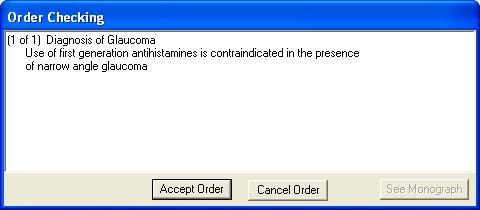 Order Checking
(1 of 1) Diagnosis of Glaucoma
Use of first generation antihistamines is contraindicated in the presence
of narrow angle glaucoma
Accept Order
Cancel Order
See Monograph